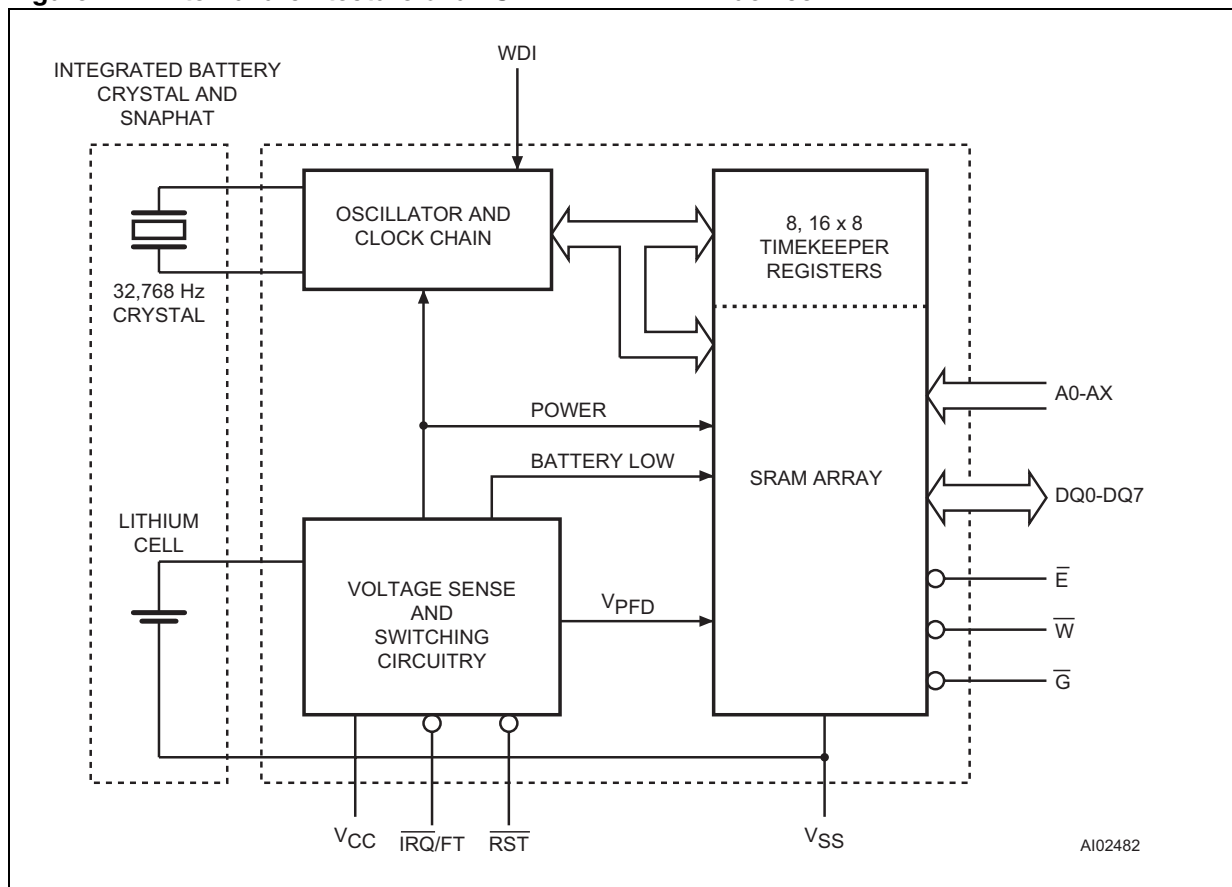 WDI
INTEGRATED BATTERY
CRYSTAL AND
SNAPHAT
OSCILLATOR AND
CLOCK CHAIN
8, 16 x 8
TIMEKEEPER
REGISTERS
32,768 Hz
CRYSTAL
A0-AX
POWER
BATTERY LOW
SRAM ARRAY
DQ0-DQ7
LITHIUM
CELL
VOLTAGE SENSE
AND
SWITCHING
CIRCUITRY
VPFD
E̅
W̅
G̅
VCC
I̅R̅Q̅/FT
R̅S̅T̅
VSS
AI02482